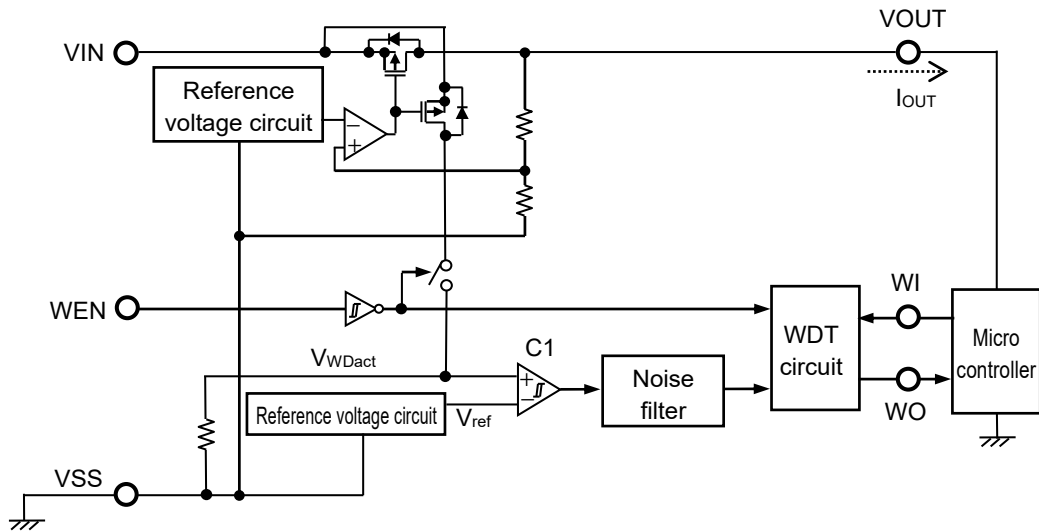 VIN
VOUT
IOUT
Reference
voltage circuit
−
+
WEN
WI
WDT
circuit
Micro
controller
WO
C1
VWDact
+
−
Noise
filter
Reference voltage circuit
Vref
VSS